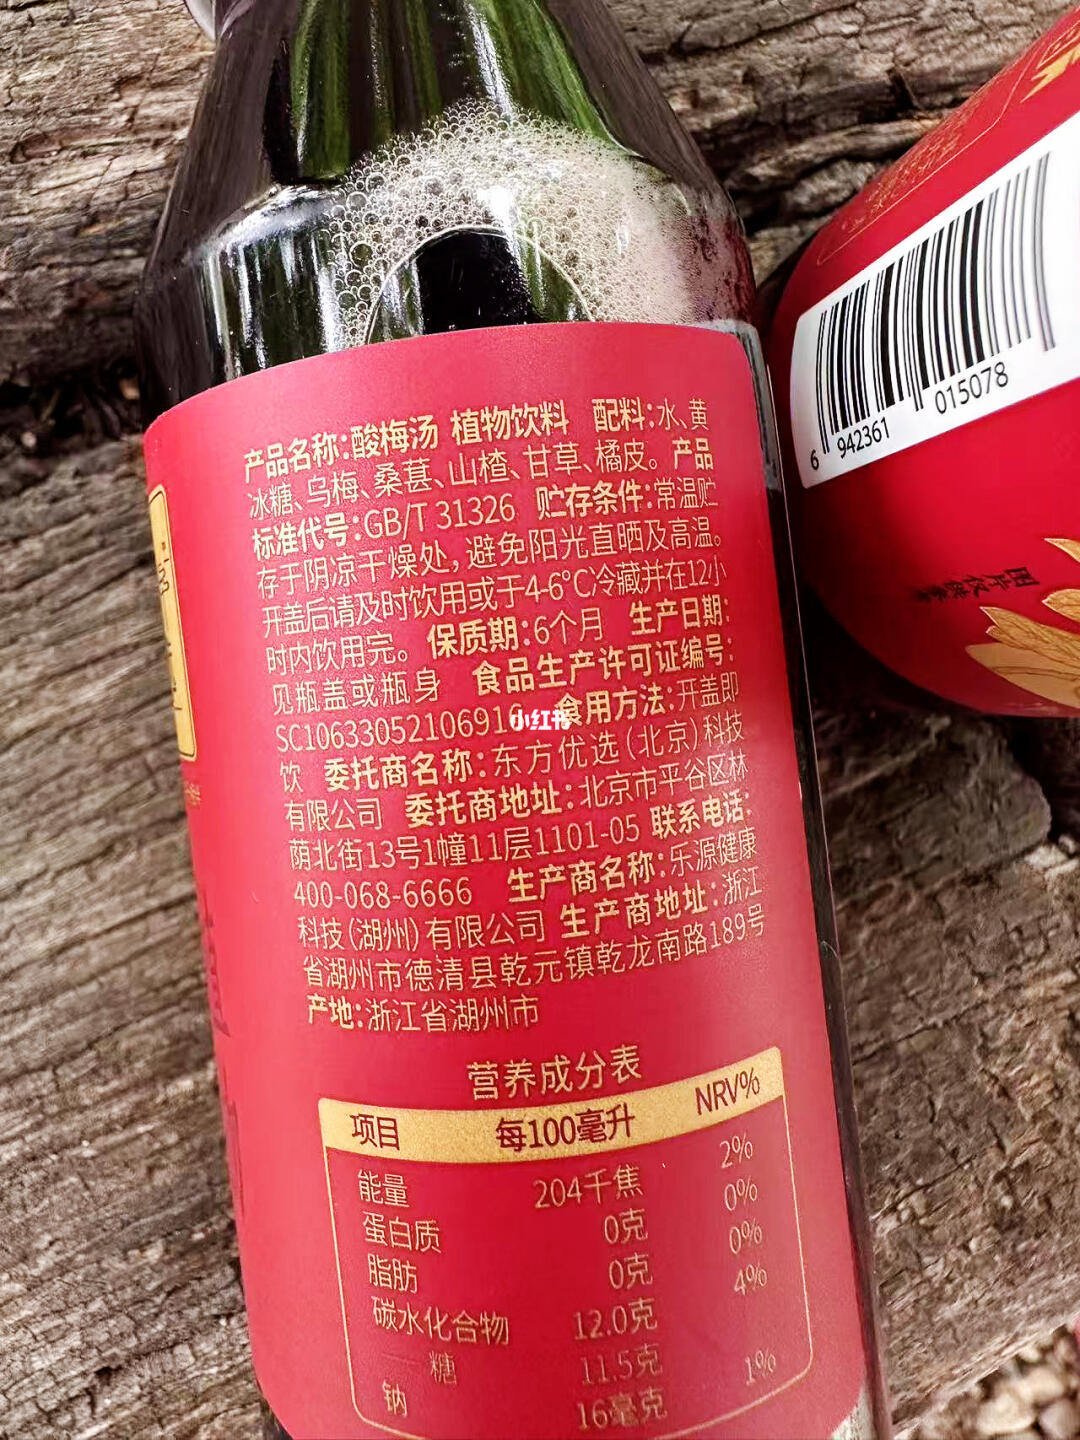 产品名称:酸梅汤 植物饮料 配料:水、黄
冰糖、乌梅、桑葚、山楂、甘草、橘皮。产品
标准代号:GB/T 31326 贮存条件:常温贮
存于阴凉干燥处,避免阳光直晒及高温。
开盖后请及时饮用或于4-6℃冷藏并在12小
时内饮用完。 保质期:6个月 生产日期:
见瓶盖或瓶身 食品生产许可证编号:
SC1063305210691 食用方法:开盖即
小红书
饮 委托商名称:东方优选(北京)科技
有限公司 委托商地址:北京市平谷区林
荫北街13号1幢11层1101-05 联系电话:
400-068-6666 生产商名称:乐源健康
科技(湖州)有限公司 生产商地址:浙江
省湖州市德清县乾元镇乾龙南路189号
产地:浙江省湖州市
营养成分表
项目 每100毫升 NRV%
能量 204千焦 2%
蛋白质 0克 0%
脂肪 0克 0%
碳水化合物 12.0克 4%
糖 11.5克
钠 16毫克 1%
6 942361 015078